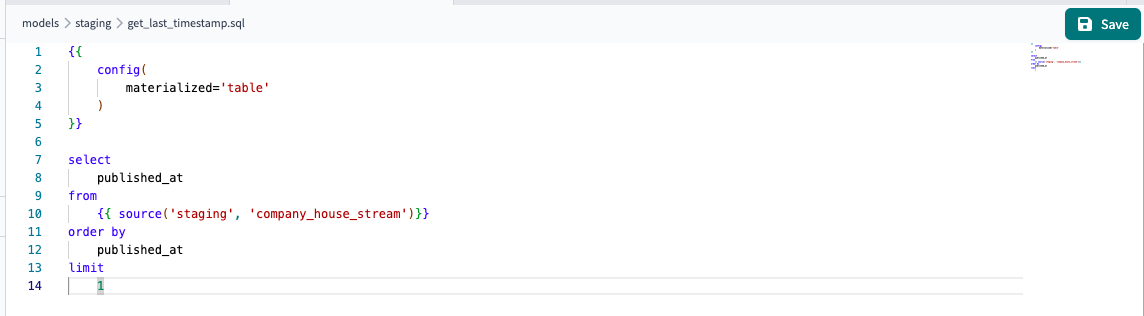 models > staging > get_last_timestamp.sql
Save
1 {{
2 config(
3 materialized='table'
4 )
5 }}
6
7 select
8 published_at
9 from
10 {{ source('staging', 'company_house_stream')}}
11 order by
12 published_at
13 limit
14 1